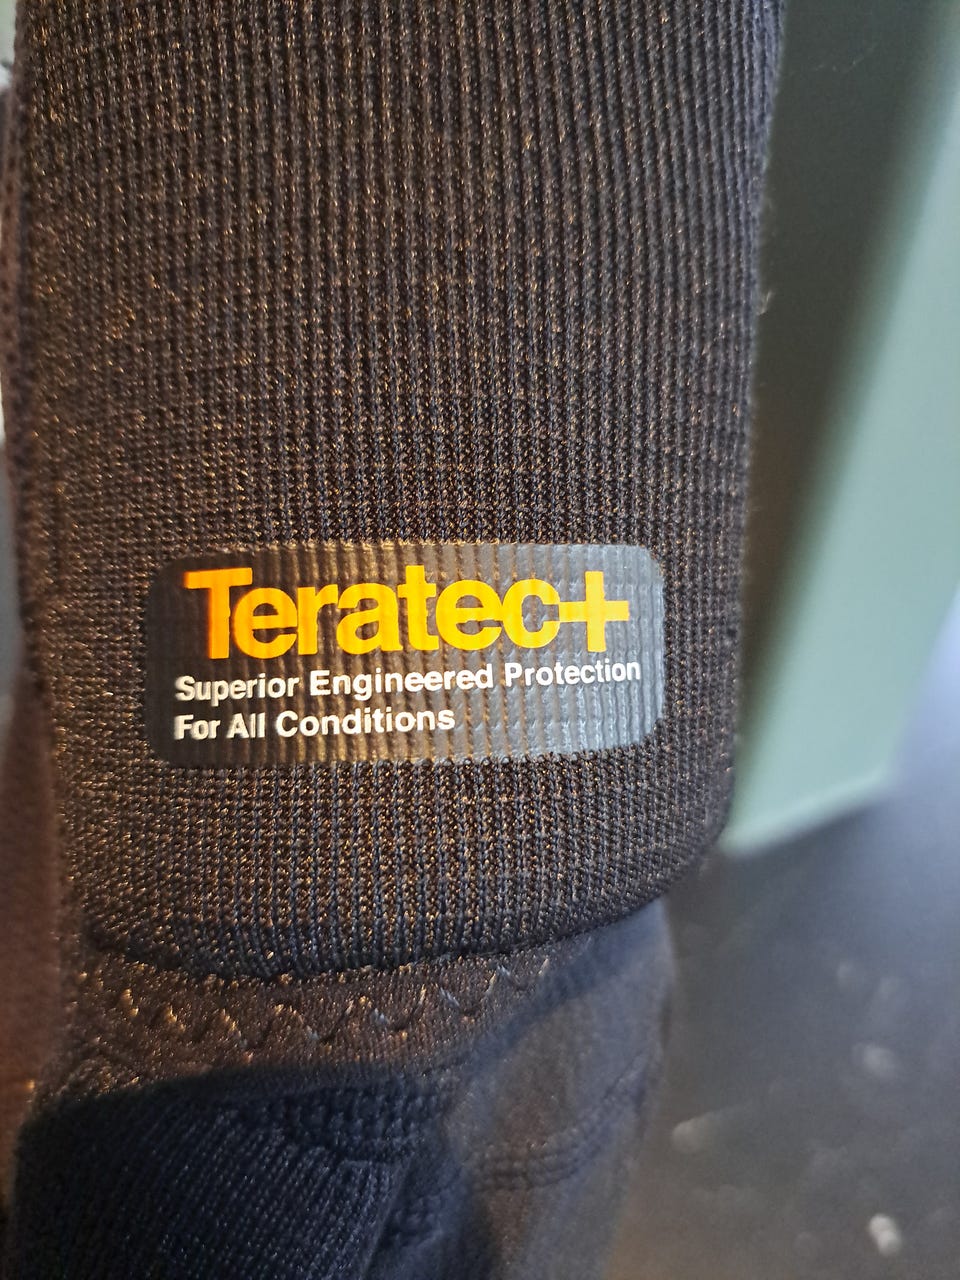 Teratec+
Superior Engineered Protection
For All Conditions